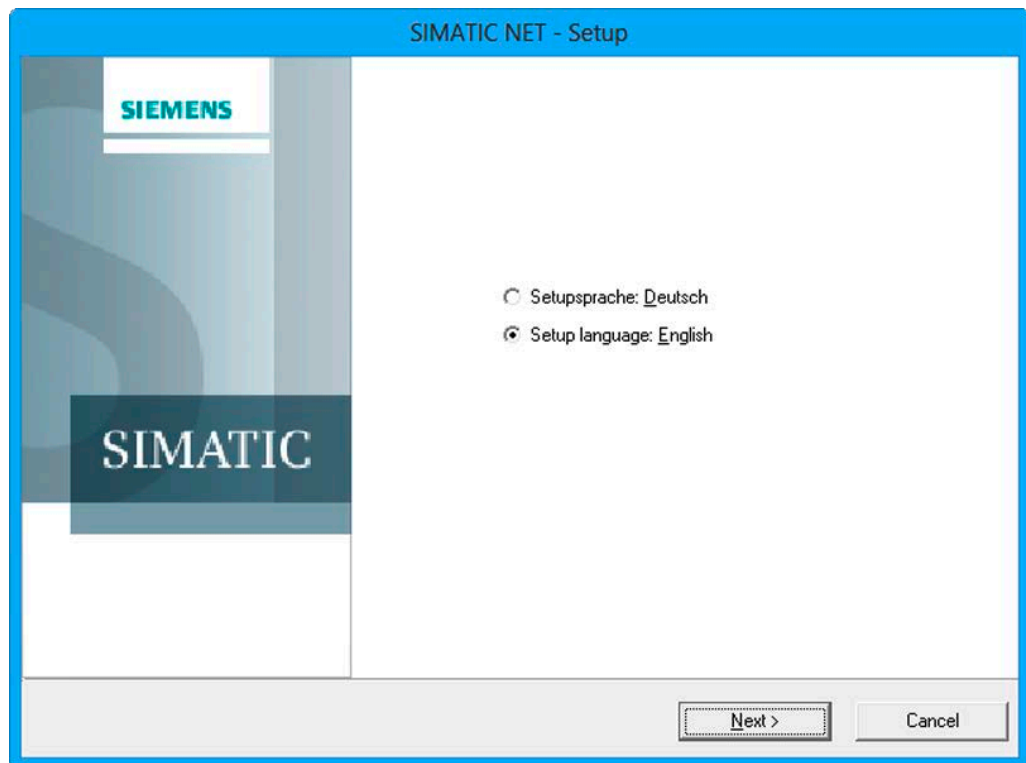 SIMATIC NET - Setup
SIEMENS
Setupsprache: Deutsch
Setup language: English
SIMATIC
Next >
Cancel